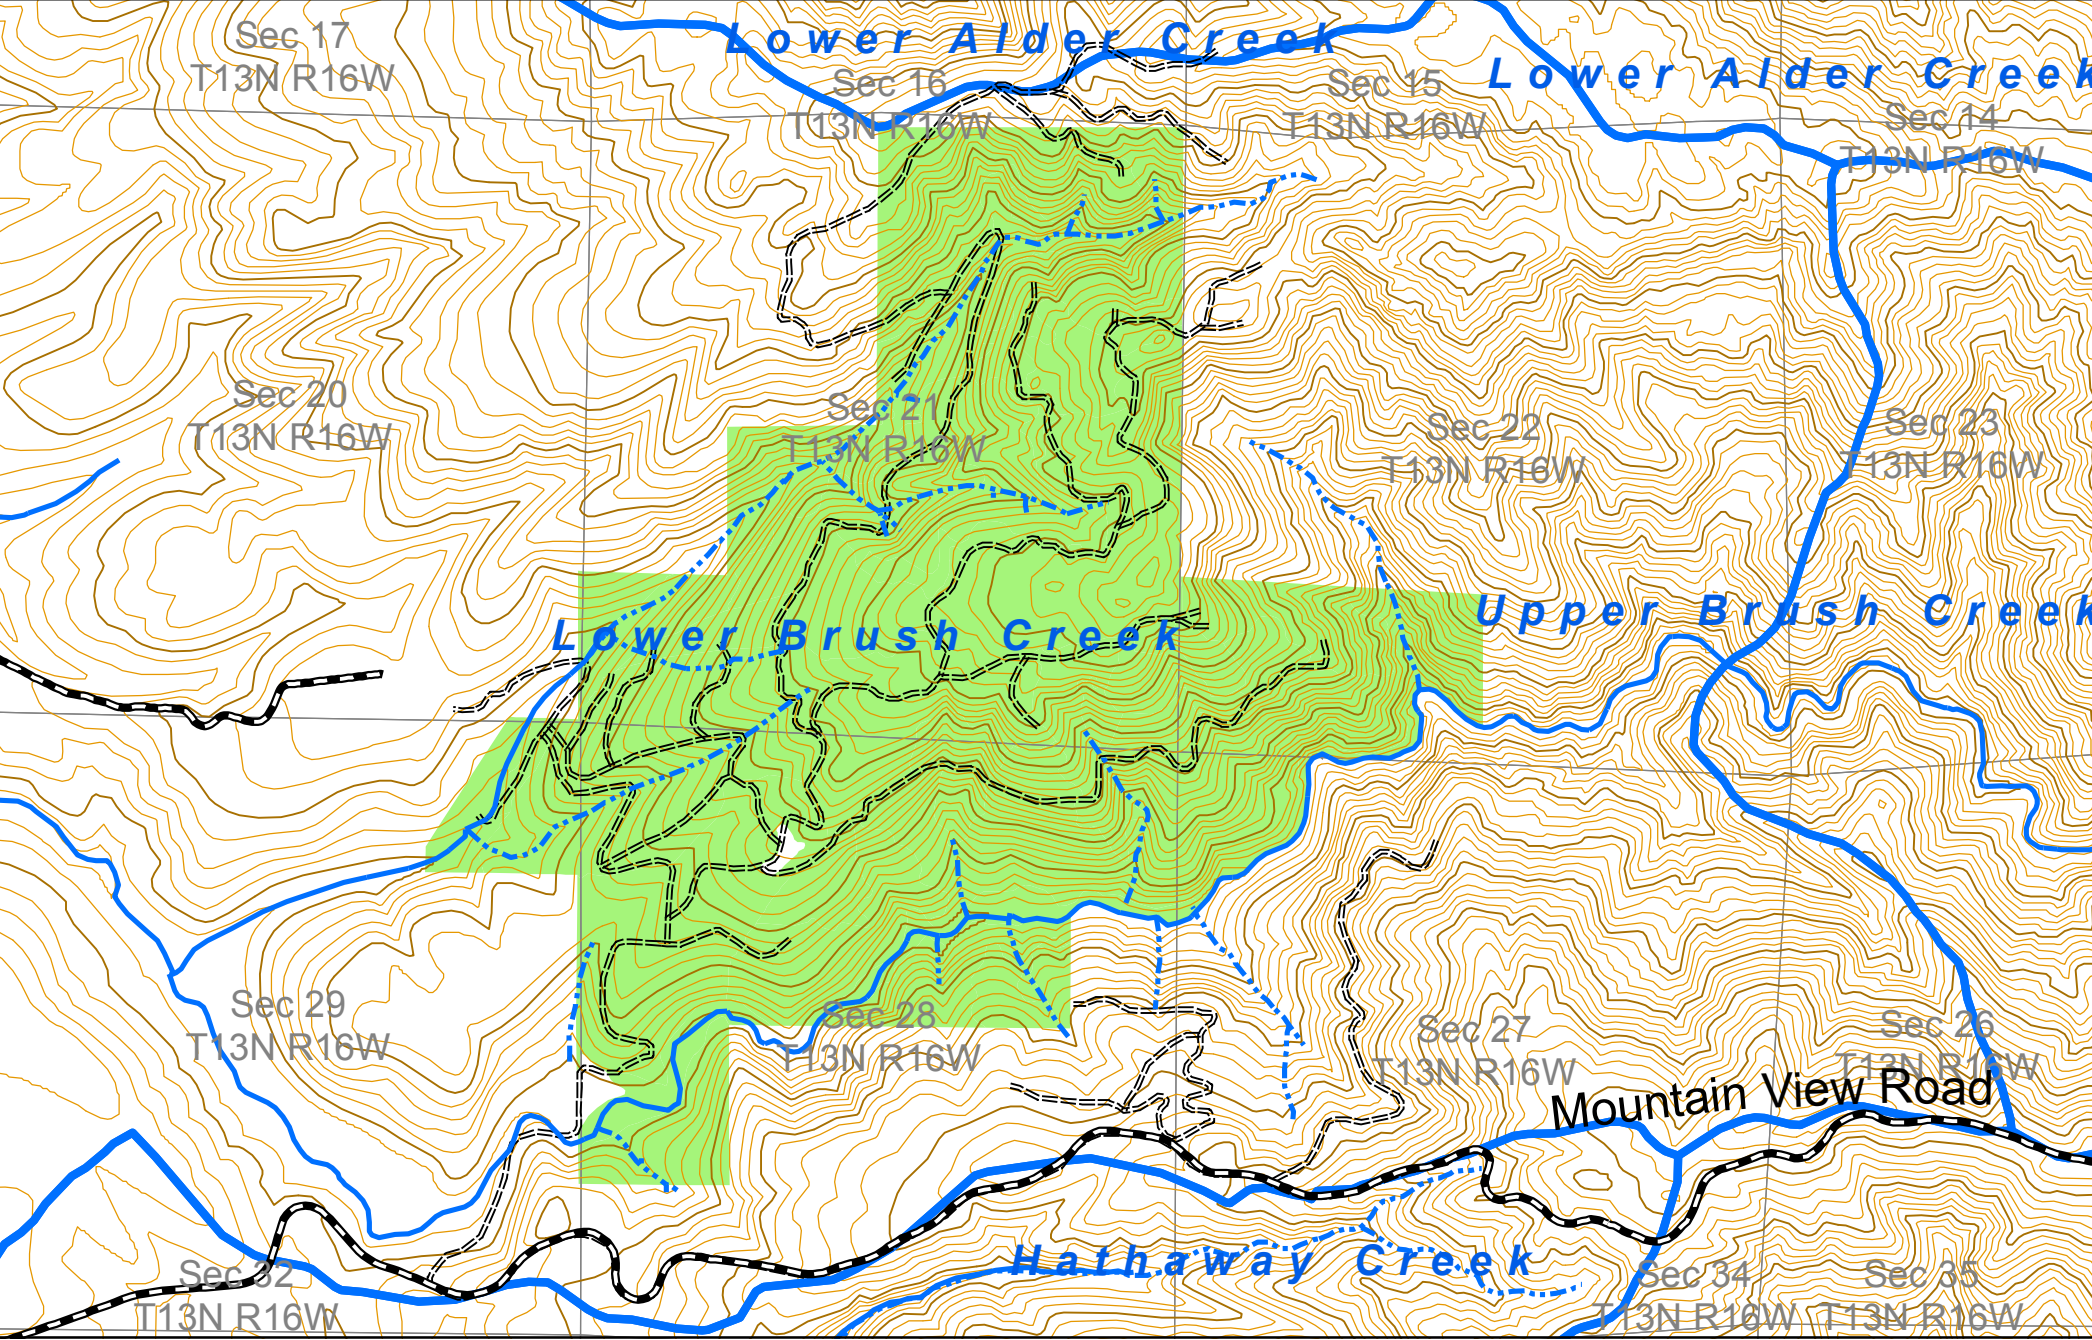 Sec 17
T13N R16W
Lower Alder Creek
Sec 16
T13N R16W
Sec 15
T13N R16W
Lower Alder Creek
Sec 14
T13N R16W
Sec 20
T13N R16W
Sec 21
T13N R16W
Sec 22
T13N R16W
Sec 23
T13N R16W
Lower Brush Creek
Upper Brush Creek
Sec 29
T13N R16W
Sec 28
T13N R16W
Sec 27
T13N R16W
Sec 26
T13N R16W
Mountain View Road
Hathaway Creek
Sec 32
T13N R16W
Sec 34
T13N R16W
Sec 35
T13N R16W